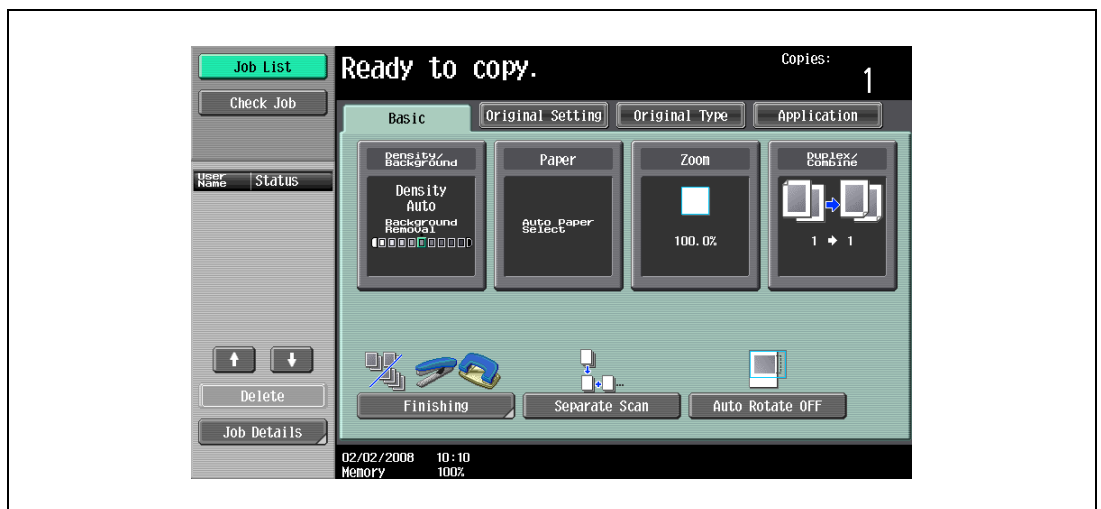 Job List
Check Job
User Name
Status
Delete
Job Details
Ready to copy.
Copies:
1
Basic
Original Setting
Original Type
Application
Density/
Background
Density
Auto
Background
Removal
Paper
Auto Paper
Select
Zoom
100.0%
Duplex/
Combine
1 → 1
Finishing
Separate Scan
Auto Rotate OFF
02/02/2008 10:10
Memory 100%